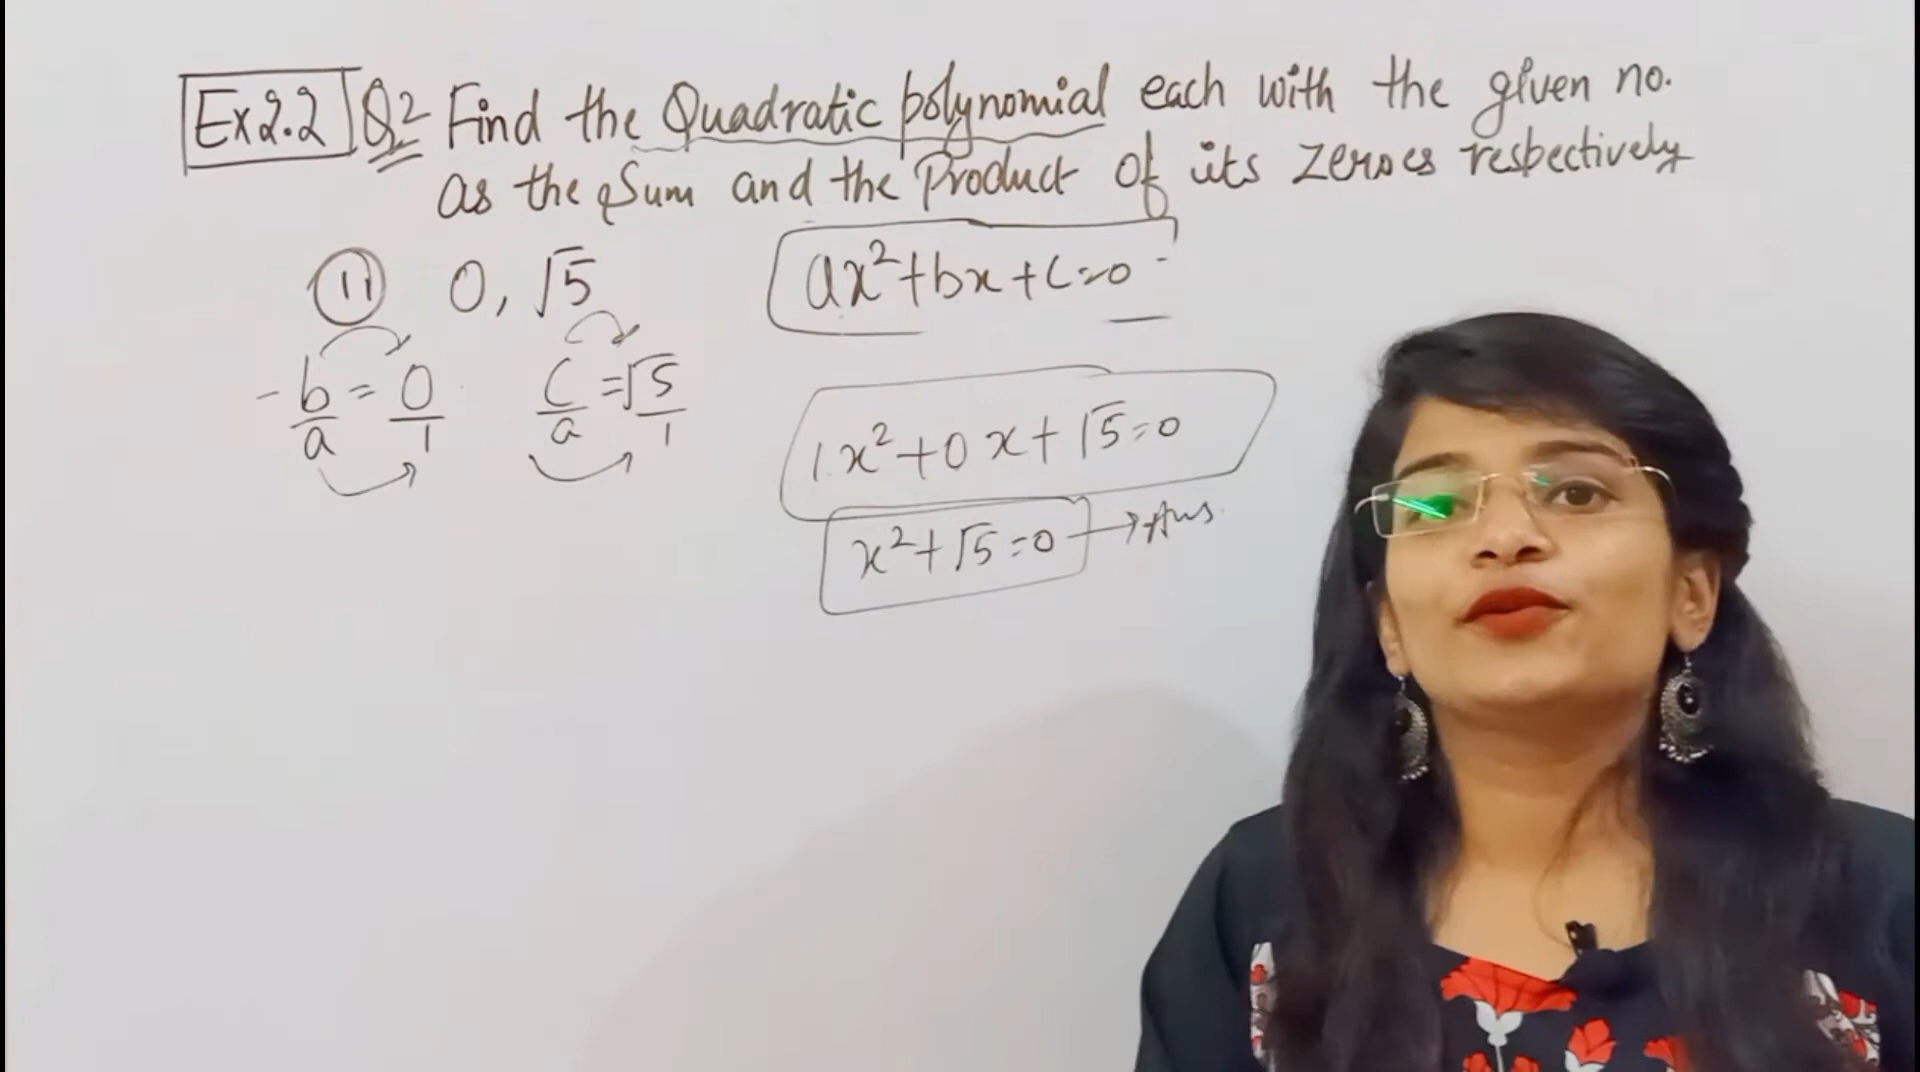 Ex 2.2 Q2 Find the Quadratic polynomial each with the given no.
as the Sum and the Product of its zeroes respectively
(ii) 0, √5
ax²+bx+c=0
-b/a = 0/1 c/a = √5/1
1x²+0x+√5=0
x²+√5=0 → Ans.